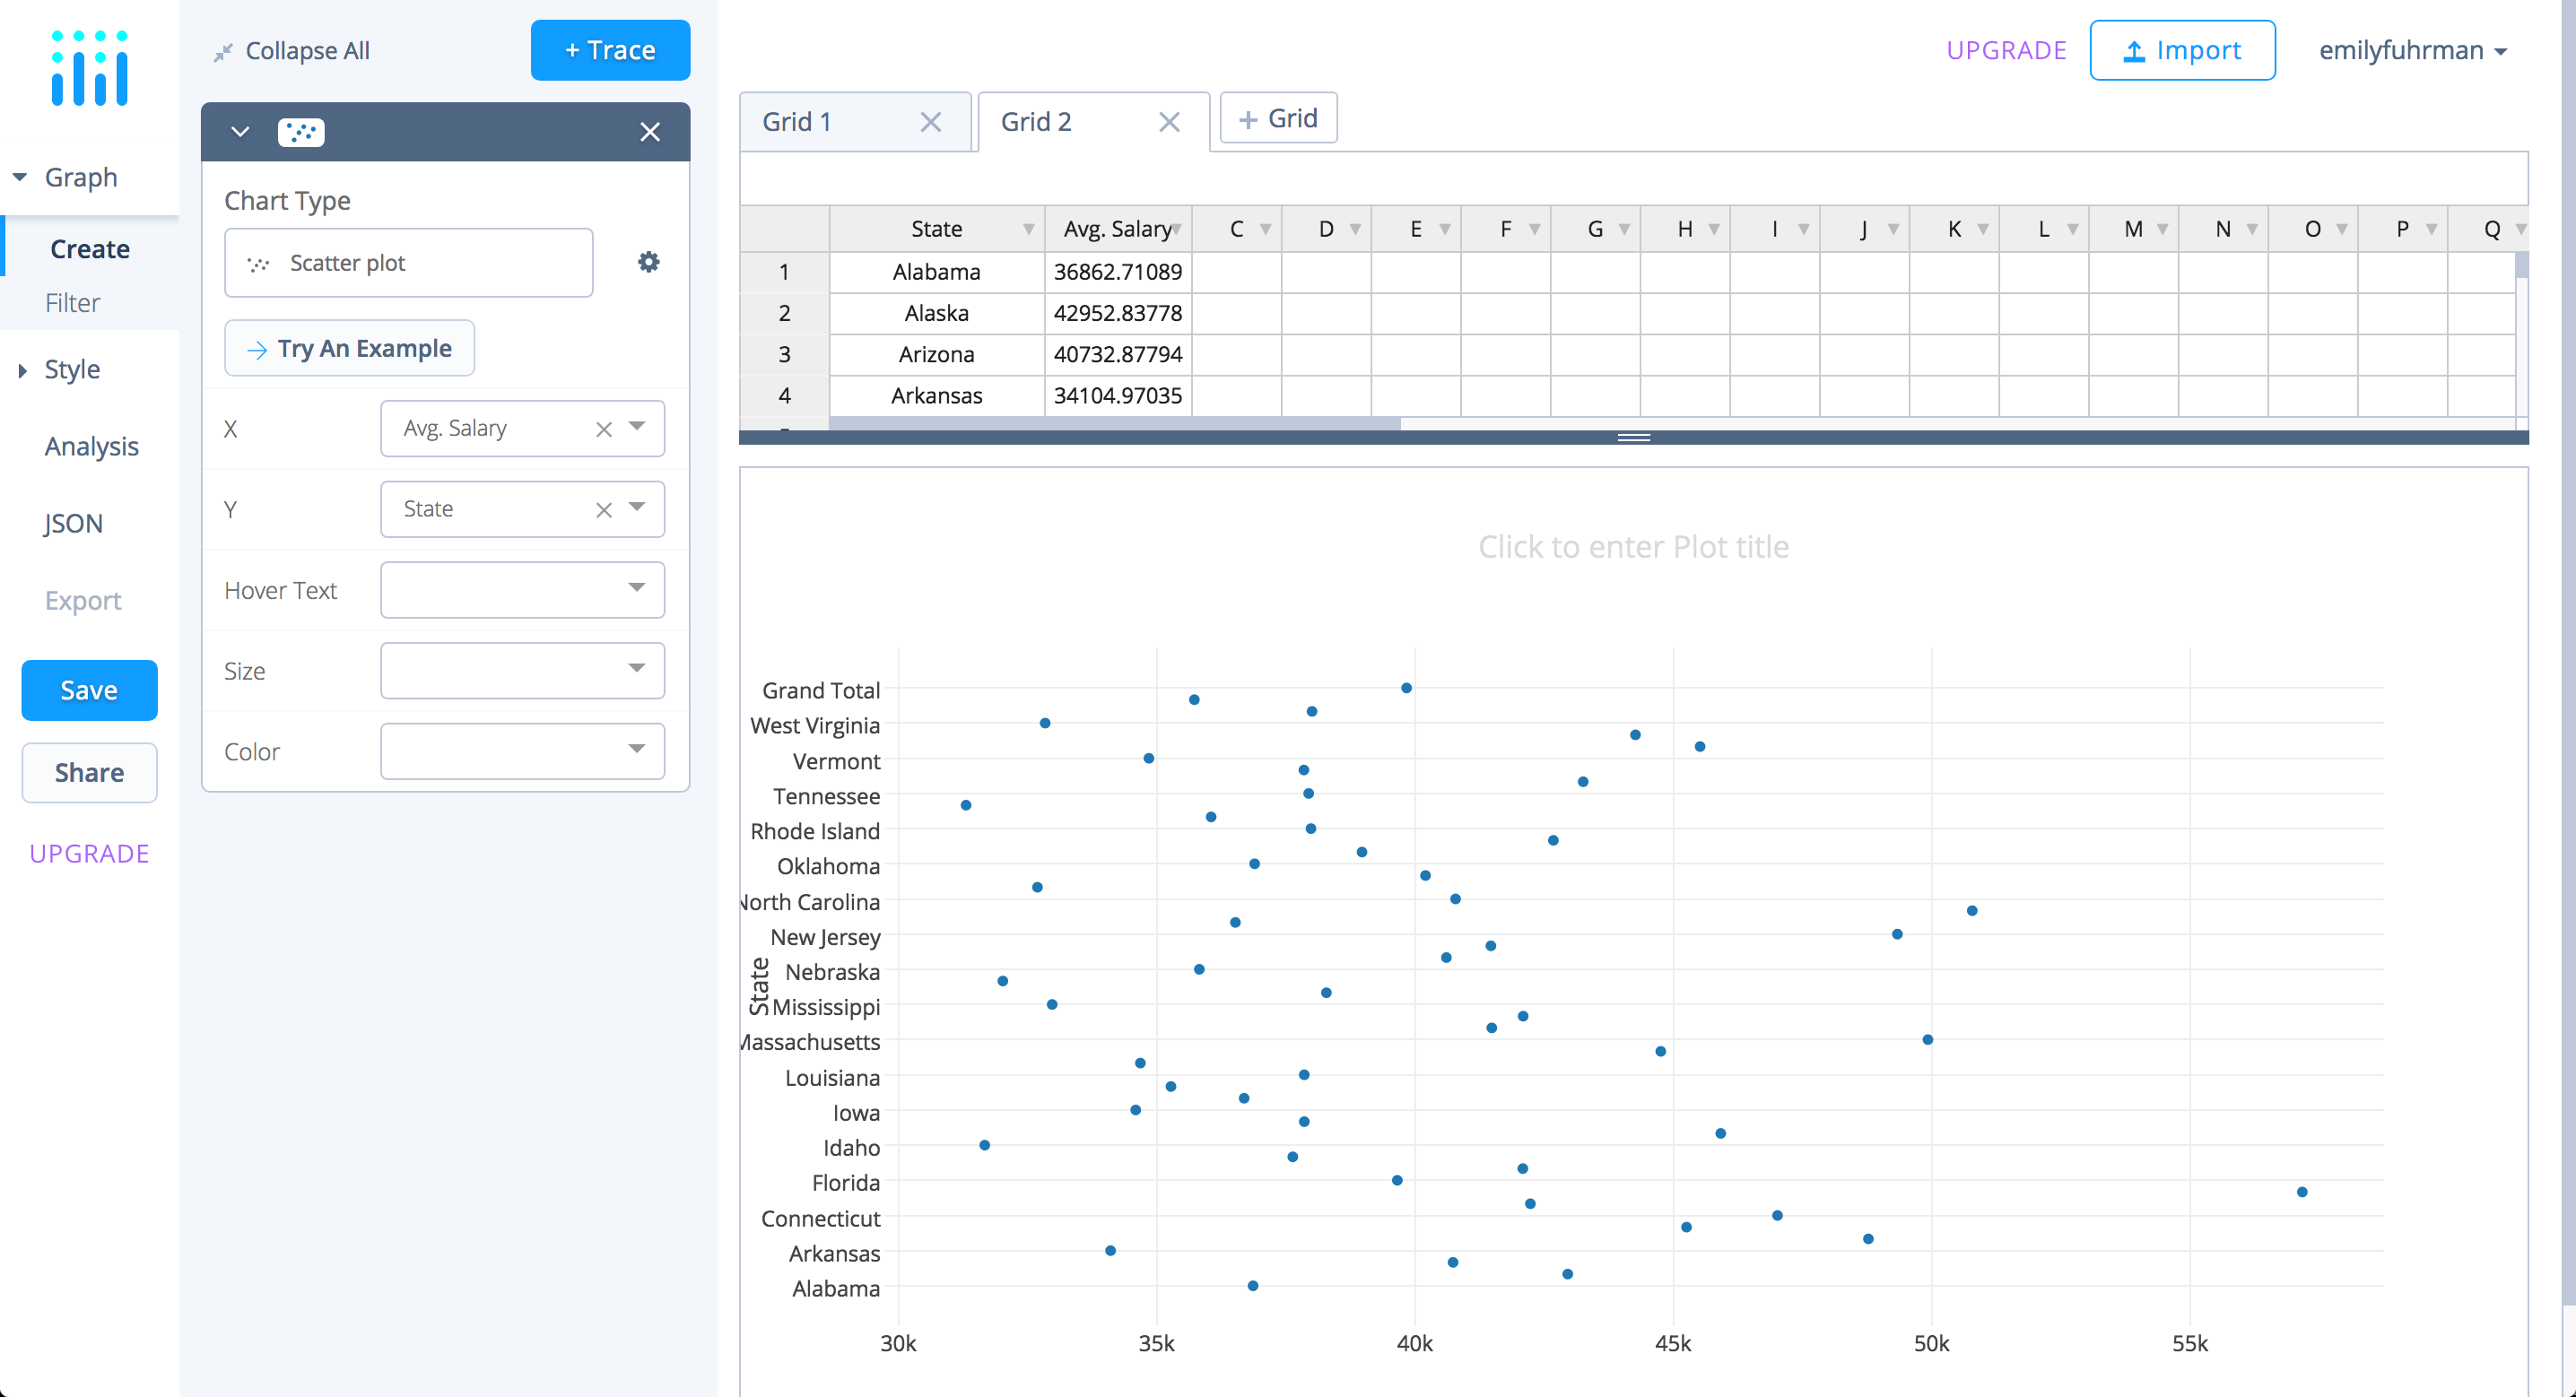 Collapse All
+ Trace
UPGRADE
Import
emilyfuhrman
Grid 1
Grid 2
+ Grid
Graph
Create
Filter
Style
Analysis
JSON
Export
Save
Share
UPGRADE
Chart Type
Scatter plot
Try An Example
X
Avg. Salary
Y
State
Hover Text
Size
Color
State Avg. Salary C D E F G H I J K L M N O P Q
1 Alabama 36862.71089
2 Alaska 42952.83778
3 Arizona 40732.87794
4 Arkansas 34104.97035
Click to enter Plot title
Grand Total
West Virginia
Vermont
Tennessee
Rhode Island
Oklahoma
North Carolina
New Jersey
Nebraska
State
Mississippi
Massachusetts
Louisiana
Iowa
Idaho
Florida
Connecticut
Arkansas
Alabama
30k 35k 40k 45k 50k 55k